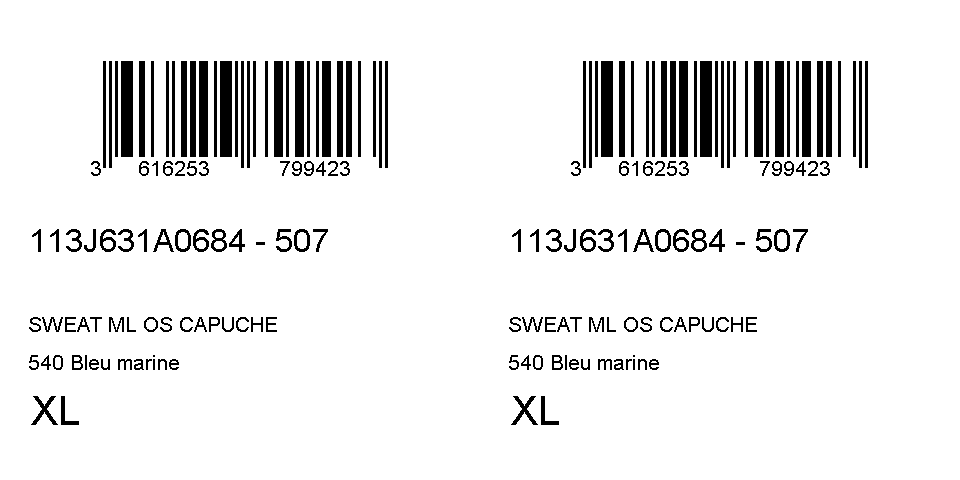 3 616253 799423
113J631A0684 - 507
SWEAT ML OS CAPUCHE
540 Bleu marine
XL
3 616253 799423
113J631A0684 - 507
SWEAT ML OS CAPUCHE
540 Bleu marine
XL